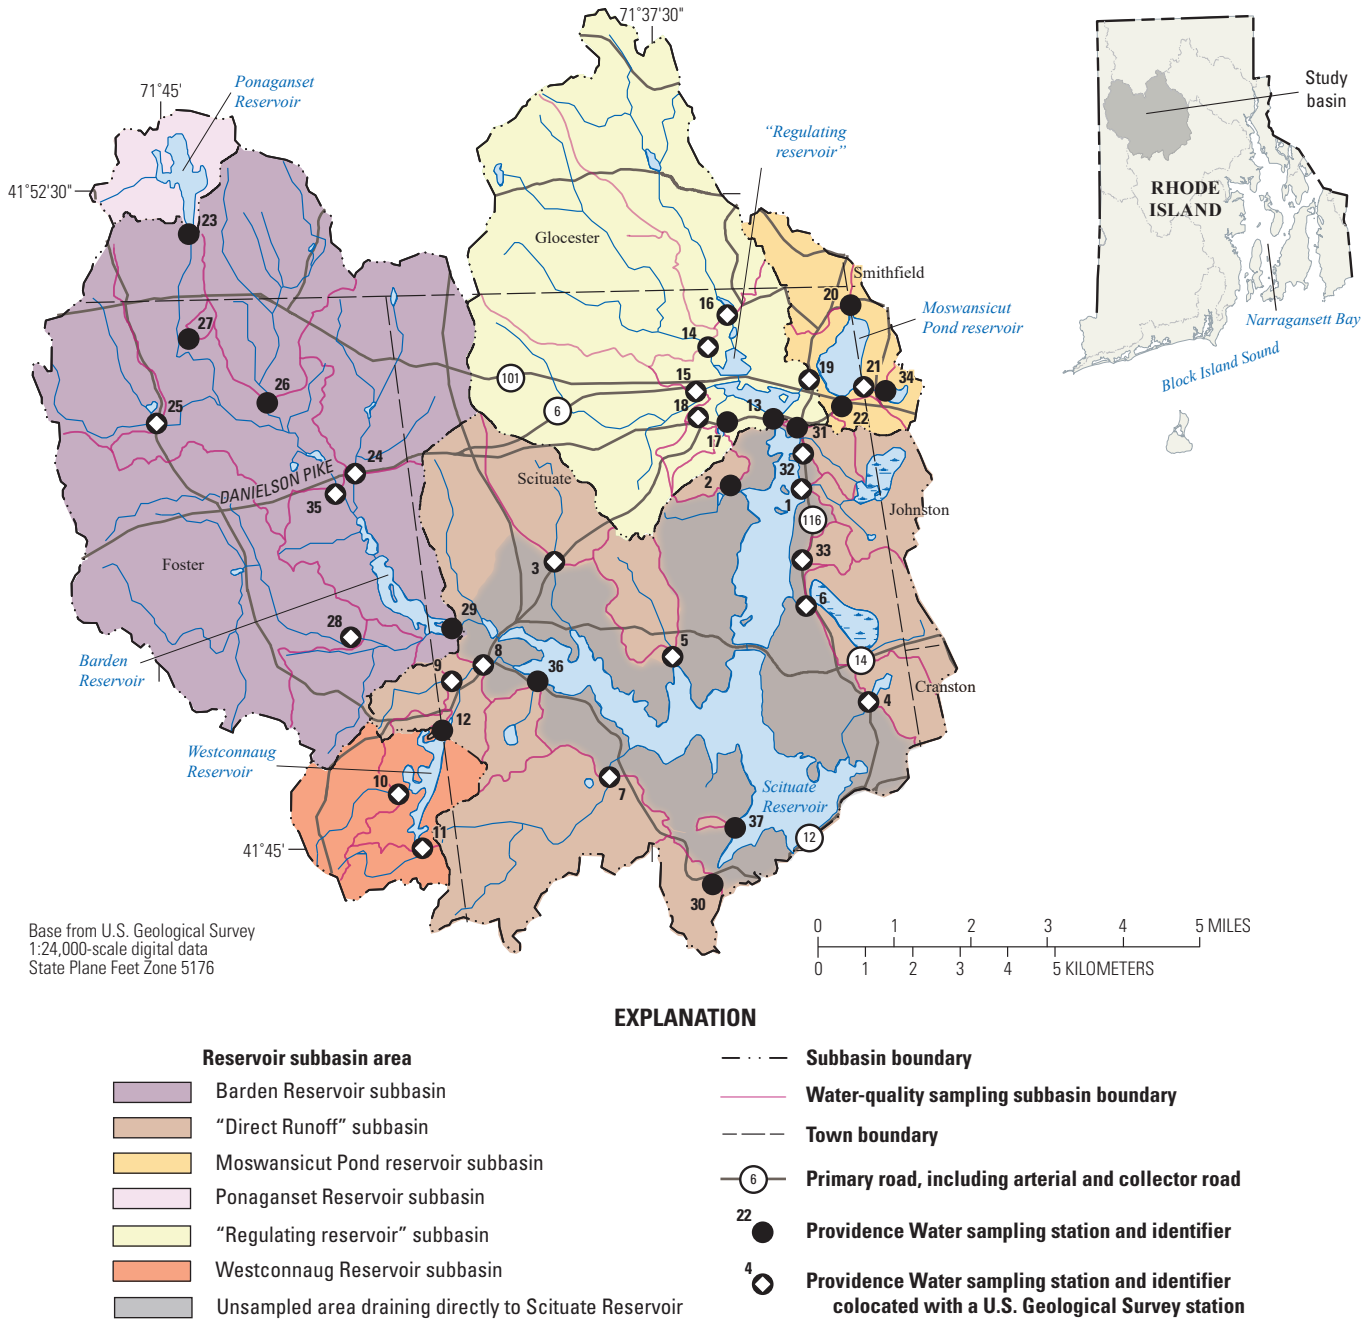 71°37'30"
71°45'
Ponaganset
Reservoir
41°52'30"
"Regulating
reservoir"
Study
basin
RHODE
ISLAND
Narragansett Bay
Block Island Sound
Glocester
Smithfield
Moswansicut
Pond reservoir
23
27
26
25
24
35
DANIELSON PIKE
Foster
28
29
Barden
Reservoir
16
14
15
18
17
13
101
6
20
19
21
34
22
31
32
1
116
33
6
Johnston
Scituate
2
3
5
8
9
36
12
14
Cranston
4
Westconnaug
Reservoir
10
11
7
Scituate
Reservoir
37
12
30
41°45'
Base from U.S. Geological Survey
1:24,000-scale digital data
State Plane Feet Zone 5176
0 1 2 3 4 5 MILES
0 1 2 3 4 5 KILOMETERS
EXPLANATION
Reservoir subbasin area
Barden Reservoir subbasin
"Direct Runoff" subbasin
Moswansicut Pond reservoir subbasin
Ponaganset Reservoir subbasin
"Regulating reservoir" subbasin
Westconnaug Reservoir subbasin
Unsampled area draining directly to Scituate Reservoir
Subbasin boundary
Water-quality sampling subbasin boundary
Town boundary
6
Primary road, including arterial and collector road
22
Providence Water sampling station and identifier
4
Providence Water sampling station and identifier
colocated with a U.S. Geological Survey station